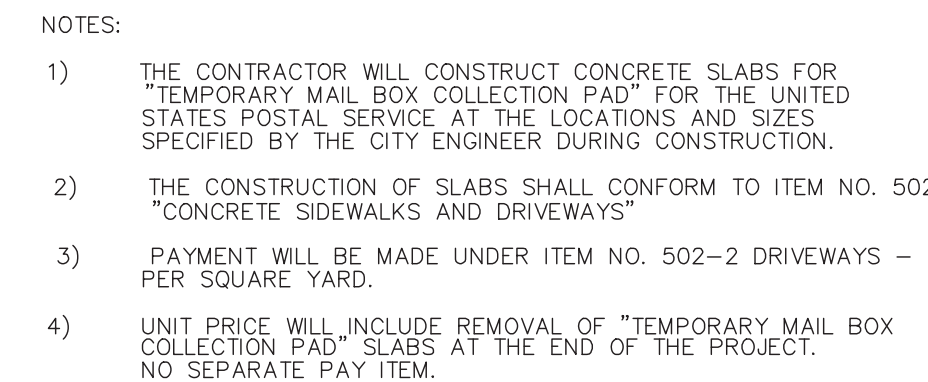 NOTES:
1) THE CONTRACTOR WILL CONSTRUCT CONCRETE SLABS FOR
"TEMPORARY MAIL BOX COLLECTION PAD" FOR THE UNITED
STATES POSTAL SERVICE AT THE LOCATIONS AND SIZES
SPECIFIED BY THE CITY ENGINEER DURING CONSTRUCTION.
2) THE CONSTRUCTION OF SLABS SHALL CONFORM TO ITEM NO. 502
"CONCRETE SIDEWALKS AND DRIVEWAYS"
3) PAYMENT WILL BE MADE UNDER ITEM NO. 502-2 DRIVEWAYS -
PER SQUARE YARD.
4) UNIT PRICE WILL INCLUDE REMOVAL OF "TEMPORARY MAIL BOX
COLLECTION PAD" SLABS AT THE END OF THE PROJECT.
NO SEPARATE PAY ITEM.